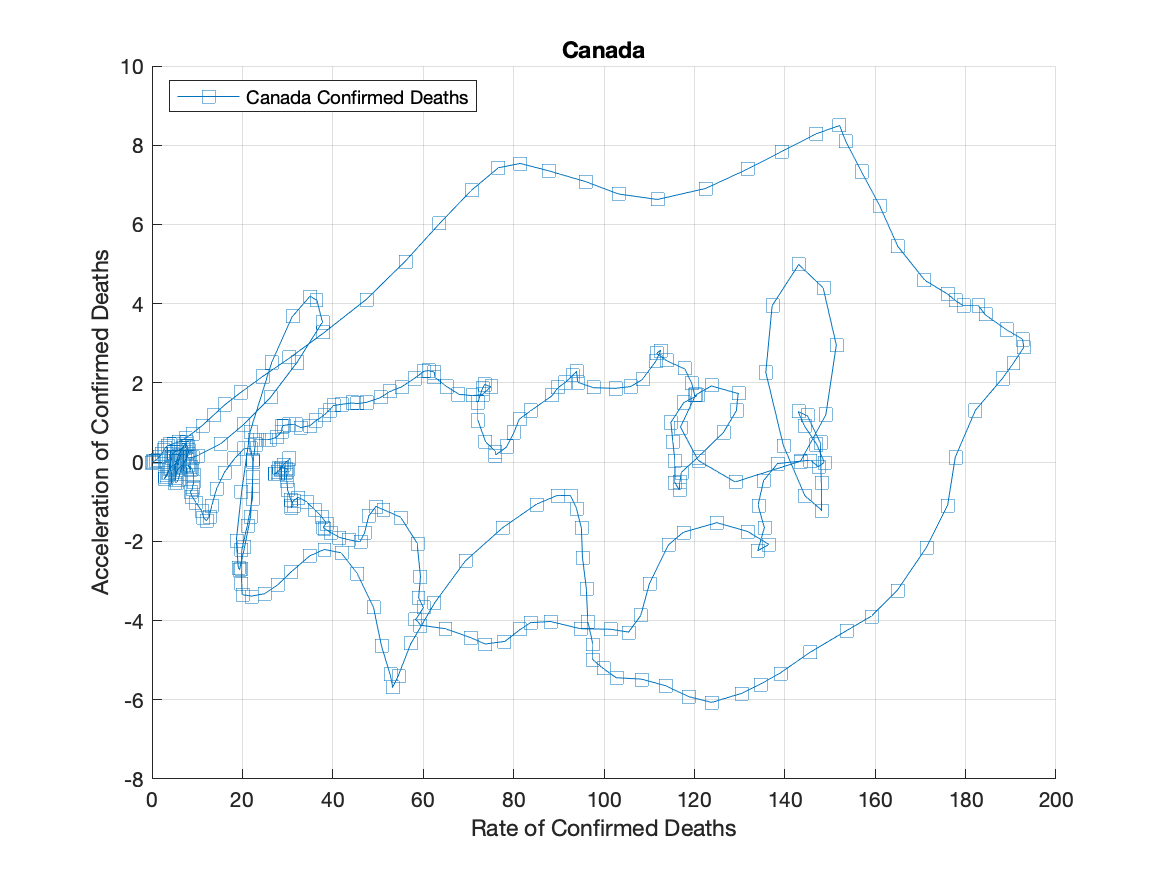 Canada
Canada Confirmed Deaths
10
8
6
4
2
0
-2
-4
-6
-8
Acceleration of Confirmed Deaths
0 20 40 60 80 100 120 140 160 180 200
Rate of Confirmed Deaths